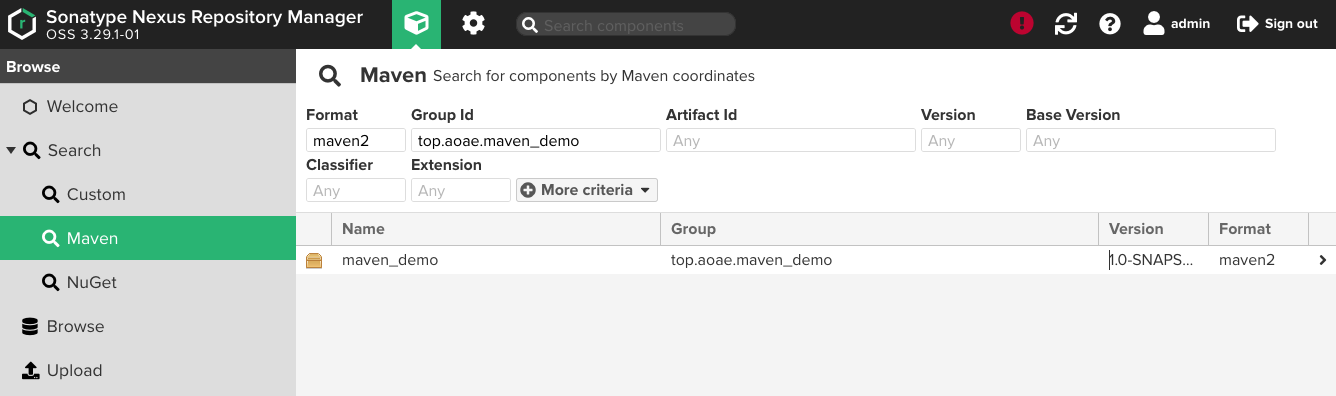 Sonatype Nexus Repository Manager
OSS 3.29.1-01
Search components
admin
Sign out
Browse
Welcome
Search
Custom
Maven
NuGet
Browse
Upload
Maven Search for components by Maven coordinates
Format Group Id Artifact Id Version Base Version
maven2 top.aoae.maven_demo Any Any Any
Classifier Extension
Any Any More criteria
Name Group Version Format
maven_demo top.aoae.maven_demo 1.0-SNAPS... maven2